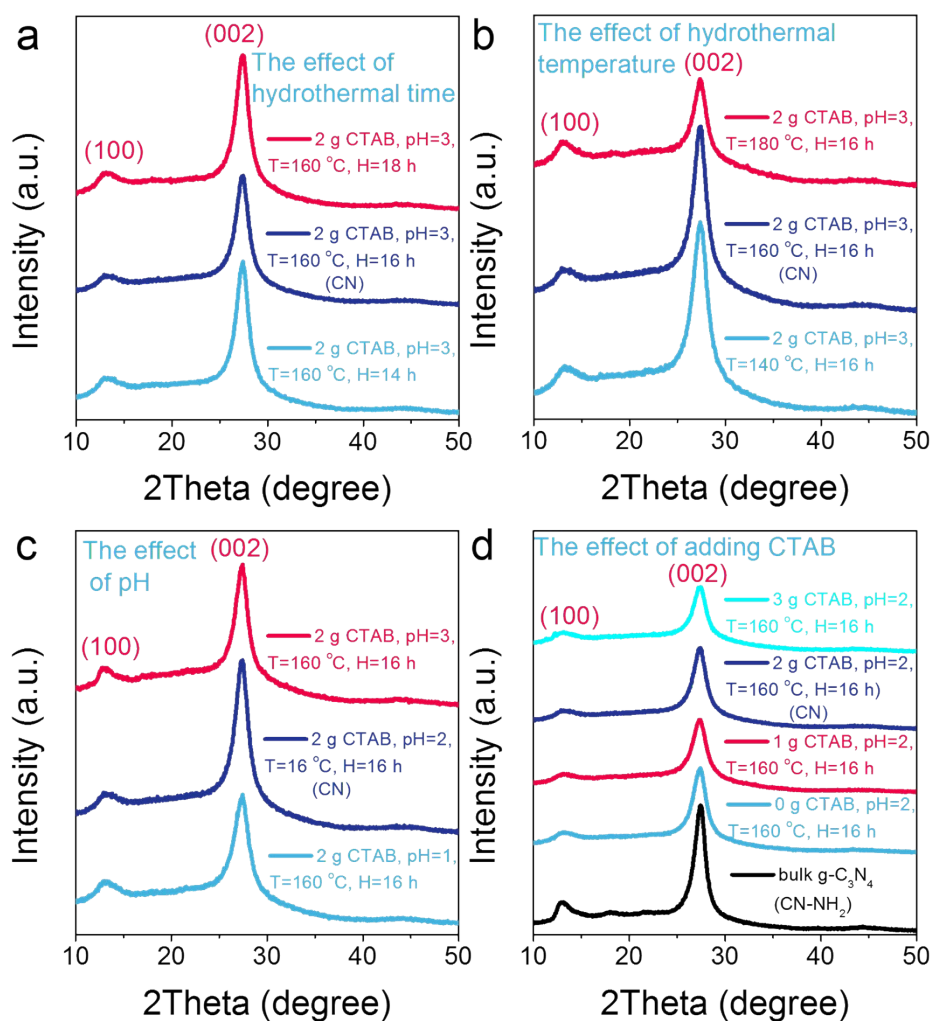 a
(002)
The effect of
hydrothermal time
(100)
2 g CTAB, pH=3,
T=160 °C, H=18 h
2 g CTAB, pH=3,
T=160 °C, H=16 h
(CN)
2 g CTAB, pH=3,
T=160 °C, H=14 h
Intensity (a.u.)
10 20 30 40 50
2Theta (degree)
b
The effect of hydrothermal
temperature (002)
(100)
2 g CTAB, pH=3,
T=180 °C, H=16 h
2 g CTAB, pH=3,
T=160 °C, H=16 h
(CN)
2 g CTAB, pH=3,
T=140 °C, H=16 h
Intensity (a.u.)
10 20 30 40 50
2Theta (degree)
c
The effect
of pH
(002)
(100)
2 g CTAB, pH=3,
T=160 °C, H=16 h
2 g CTAB, pH=2,
T=16 °C, H=16 h
(CN)
2 g CTAB, pH=1,
T=160 °C, H=16 h
Intensity (a.u.)
10 20 30 40 50
2Theta (degree)
d
The effect of adding CTAB
(002)
(100)
3 g CTAB, pH=2,
T=160 °C, H=16 h
2 g CTAB, pH=2,
T=160 °C, H=16 h)
(CN)
1 g CTAB, pH=2,
T=160 °C, H=16 h
0 g CTAB, pH=2,
T=160 °C, H=16 h
bulk g-C₃N₄
(CN-NH₂)
Intensity (a.u.)
10 20 30 40 50
2Theta (degree)